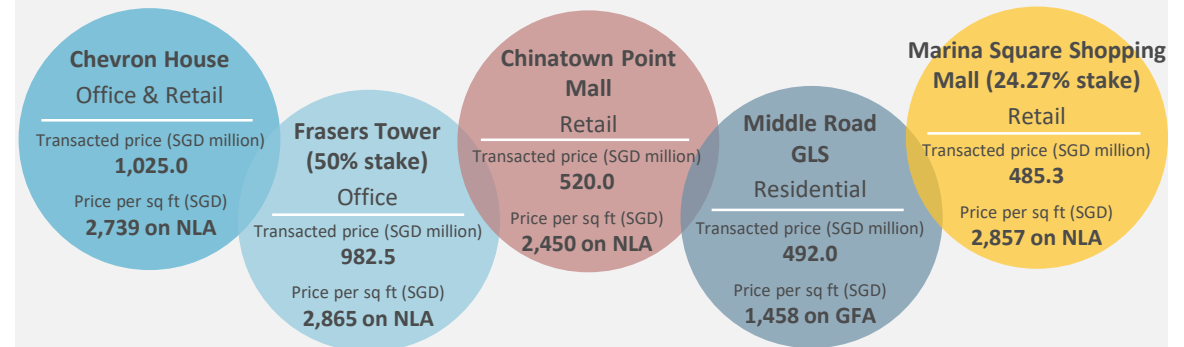 Chevron House
Office & Retail
Transacted price (SGD million)
1,025.0
Price per sq ft (SGD)
2,739 on NLA
Frasers Tower
(50% stake)
Office
Transacted price (SGD million)
982.5
Price per sq ft (SGD)
2,865 on NLA
Chinatown Point
Mall
Retail
Transacted price (SGD million)
520.0
Price per sq ft (SGD)
2,450 on NLA
Middle Road
GLS
Residential
Transacted price (SGD million)
492.0
Price per sq ft (SGD)
1,458 on GFA
Marina Square Shopping
Mall (24.27% stake)
Retail
Transacted price (SGD million)
485.3
Price per sq ft (SGD)
2,857 on NLA